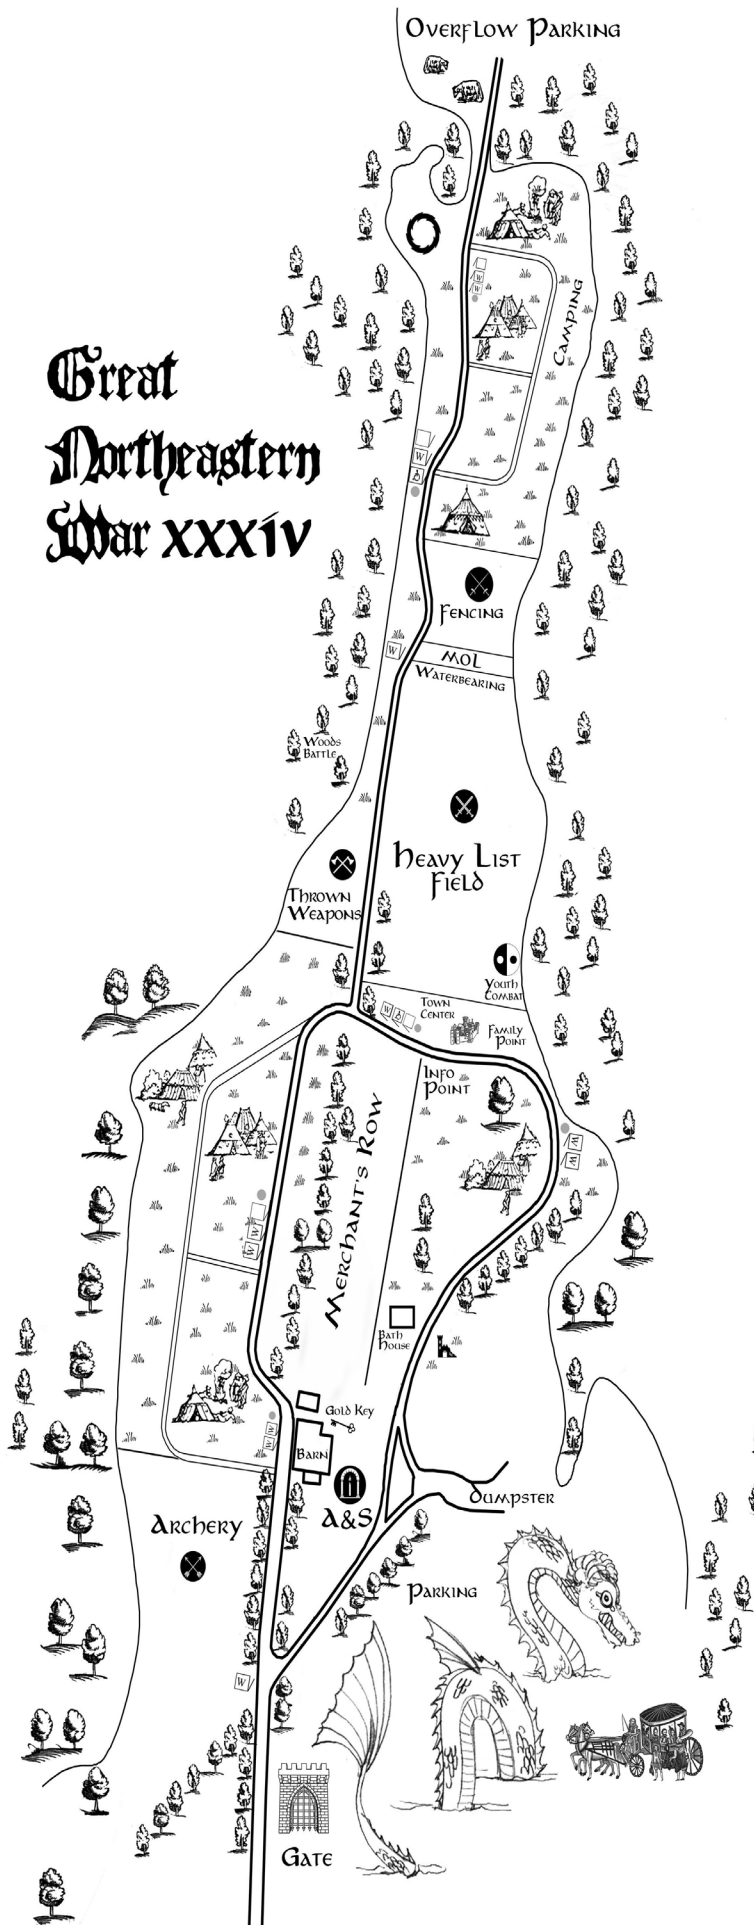 Overflow Parking
Great
Northeastern
War XXXIV
W
W
Camping
W
Fencing
W
MOL
Waterbearing
Woods
Battle
Heavy List
Field
Thrown
Weapons
Youth
Combat
Town
Center
W
Family
Point
Info
Point
W
W
Merchant's Row
W
W
Bath
House
Gold Key
W
W
Barn
A&S
Dumpster
Archery
Parking
W
Gate